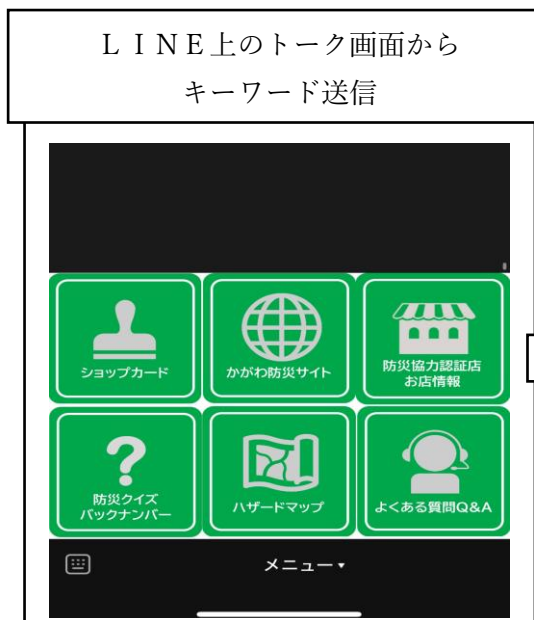 ＬＩＮＥ上のトーク画面から
キーワード送信
ショップカード
かがわ防災サイト
防災協力認証店
お店情報
防災クイズ
バックナンバー
ハザードマップ
よくある質問Q&A
メニュー▾